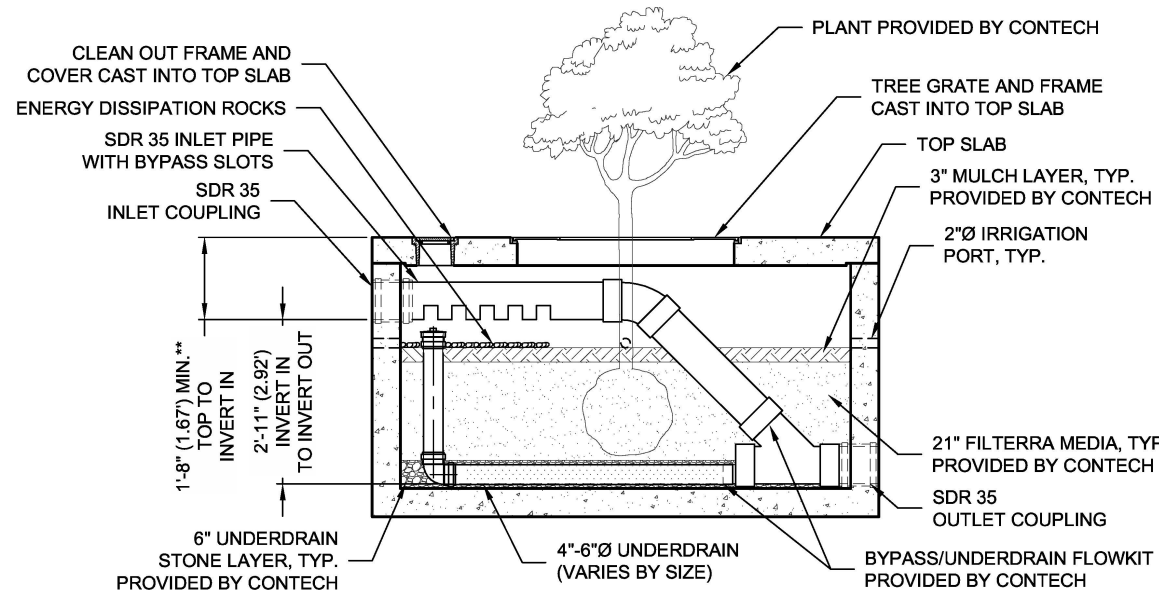 CLEAN OUT FRAME AND
COVER CAST INTO TOP SLAB
ENERGY DISSIPATION ROCKS
SDR 35 INLET PIPE
WITH BYPASS SLOTS
SDR 35
INLET COUPLING
PLANT PROVIDED BY CONTECH
TREE GRATE AND FRAME
CAST INTO TOP SLAB
TOP SLAB
3" MULCH LAYER, TYP.
PROVIDED BY CONTECH
2"Ø IRRIGATION
PORT, TYP.
1'-8" (1.67') MIN.**
TOP TO
INVERT IN
2'-11" (2.92')
INVERT IN
TO INVERT OUT
21" FILTERRA MEDIA, TYP
PROVIDED BY CONTECH
SDR 35
OUTLET COUPLING
6" UNDERDRAIN
STONE LAYER, TYP.
PROVIDED BY CONTECH
4"-6"Ø UNDERDRAIN
(VARIES BY SIZE)
BYPASS/UNDERDRAIN FLOWKIT
PROVIDED BY CONTECH